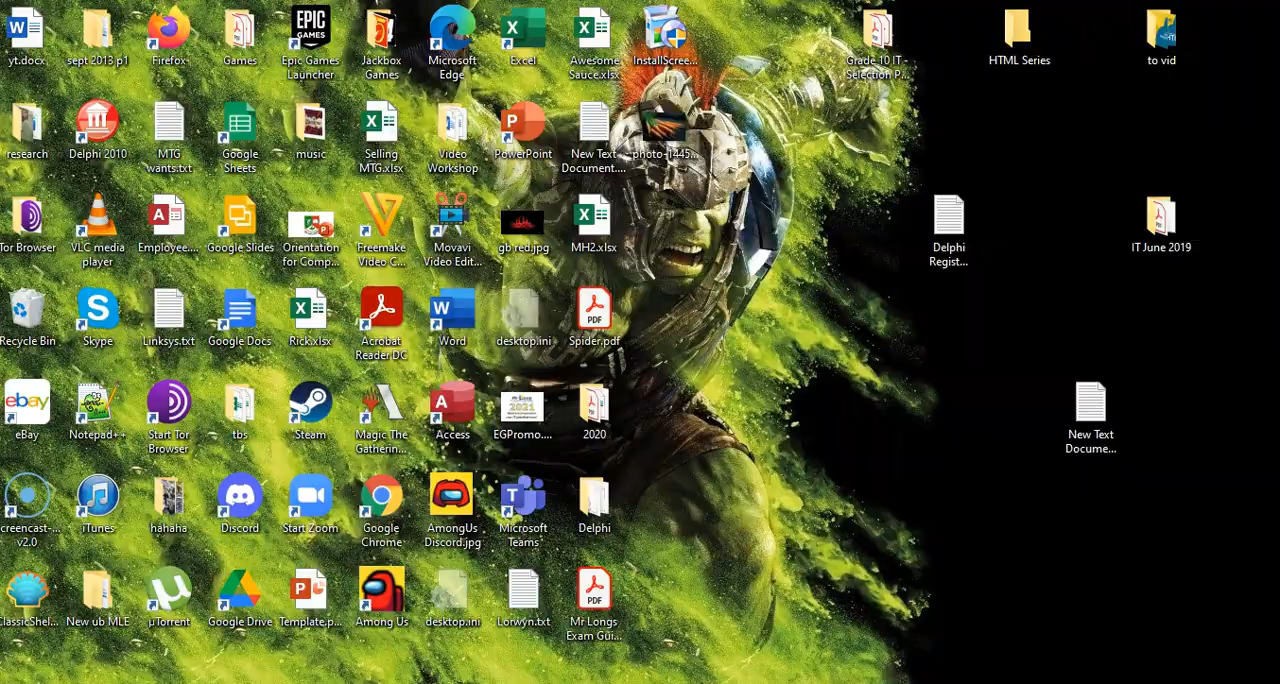 yt.docx
sept 2013 p1
Firefox
Games
EPIC
GAMES
Epic Games
Launcher
Jackbox
Games
Microsoft
Edge
Excel
Awesome
Sauce.xlsx
InstallScree...
Grade 10 IT -
Selection P...
HTML Series
to vid
research
Delphi 2010
MTG
wants.txt
Google
Sheets
music
Selling
MTG.xlsx
Video
Workshop
PowerPoint
New Text
Document....
photo-1445...
Tor Browser
VLC media
player
Employee....
Google Slides
Orientation
for Comp...
Freemake
Video C...
Movavi
Video Edit...
gb red.jpg
MH2.xlsx
Delphi
Regist...
IT June 2019
Recycle Bin
Skype
Linksys.txt
Google Docs
Rick.xlsx
Acrobat
Reader DC
Word
desktop.ini
PDF
Spider.pdf
ebay
eBay
Notepad++
Start Tor
Browser
tbs
Steam
Magic The
Gatherin...
Access
2021
EGPromo....
2020
New Text
Docume...
creencast-...
v2.0
iTunes
hahaha
Discord
Start Zoom
Google
Chrome
AmongUs
Discord.jpg
Microsoft
Teams
Delphi
ClassicShel...
New ub MLE
µTorrent
Google Drive
Template.p...
Among Us
desktop.ini
Lorwyn.txt
PDF
Mr Longs
Exam Gui...